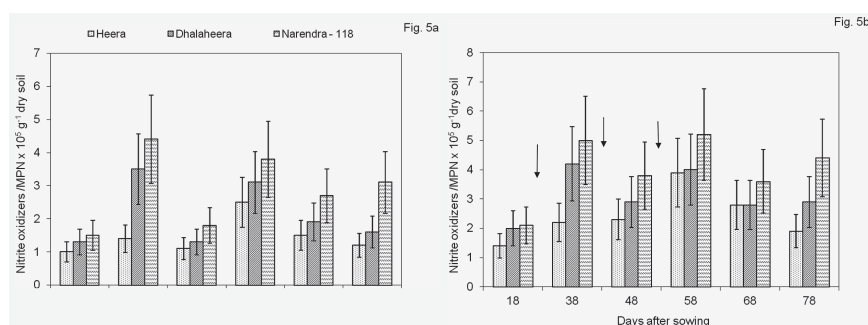 Heera Dhalaheera Narendra - 118
Fig. 5a
Nitrite oxidizers /MPN x 10⁵ g⁻¹ dry soil
7
6
5
4
3
2
1
0
Fig. 5b
Nitrite oxidizers /MPN x 10⁵ g⁻¹ dry soil
8
7
6
5
4
3
2
1
0
18 38 48 58 68 78
Days after sowing